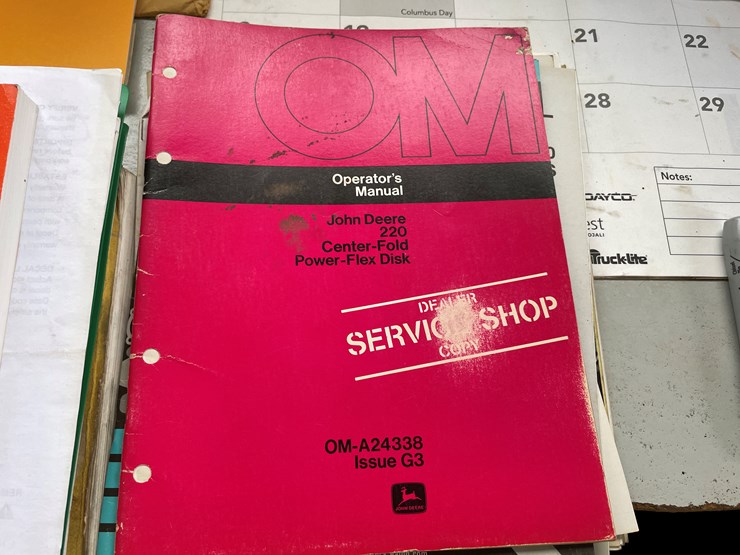 Columbus Day
21
22
28
29
OM
Operator's
Manual
John Deere
220
Center-Fold
Power-Flex Disk
DEALER
SERVICE SHOP
COPY
OM-A24338
Issue G3
JOHN DEERE
Notes:
DAYCO
est
Truck-lite